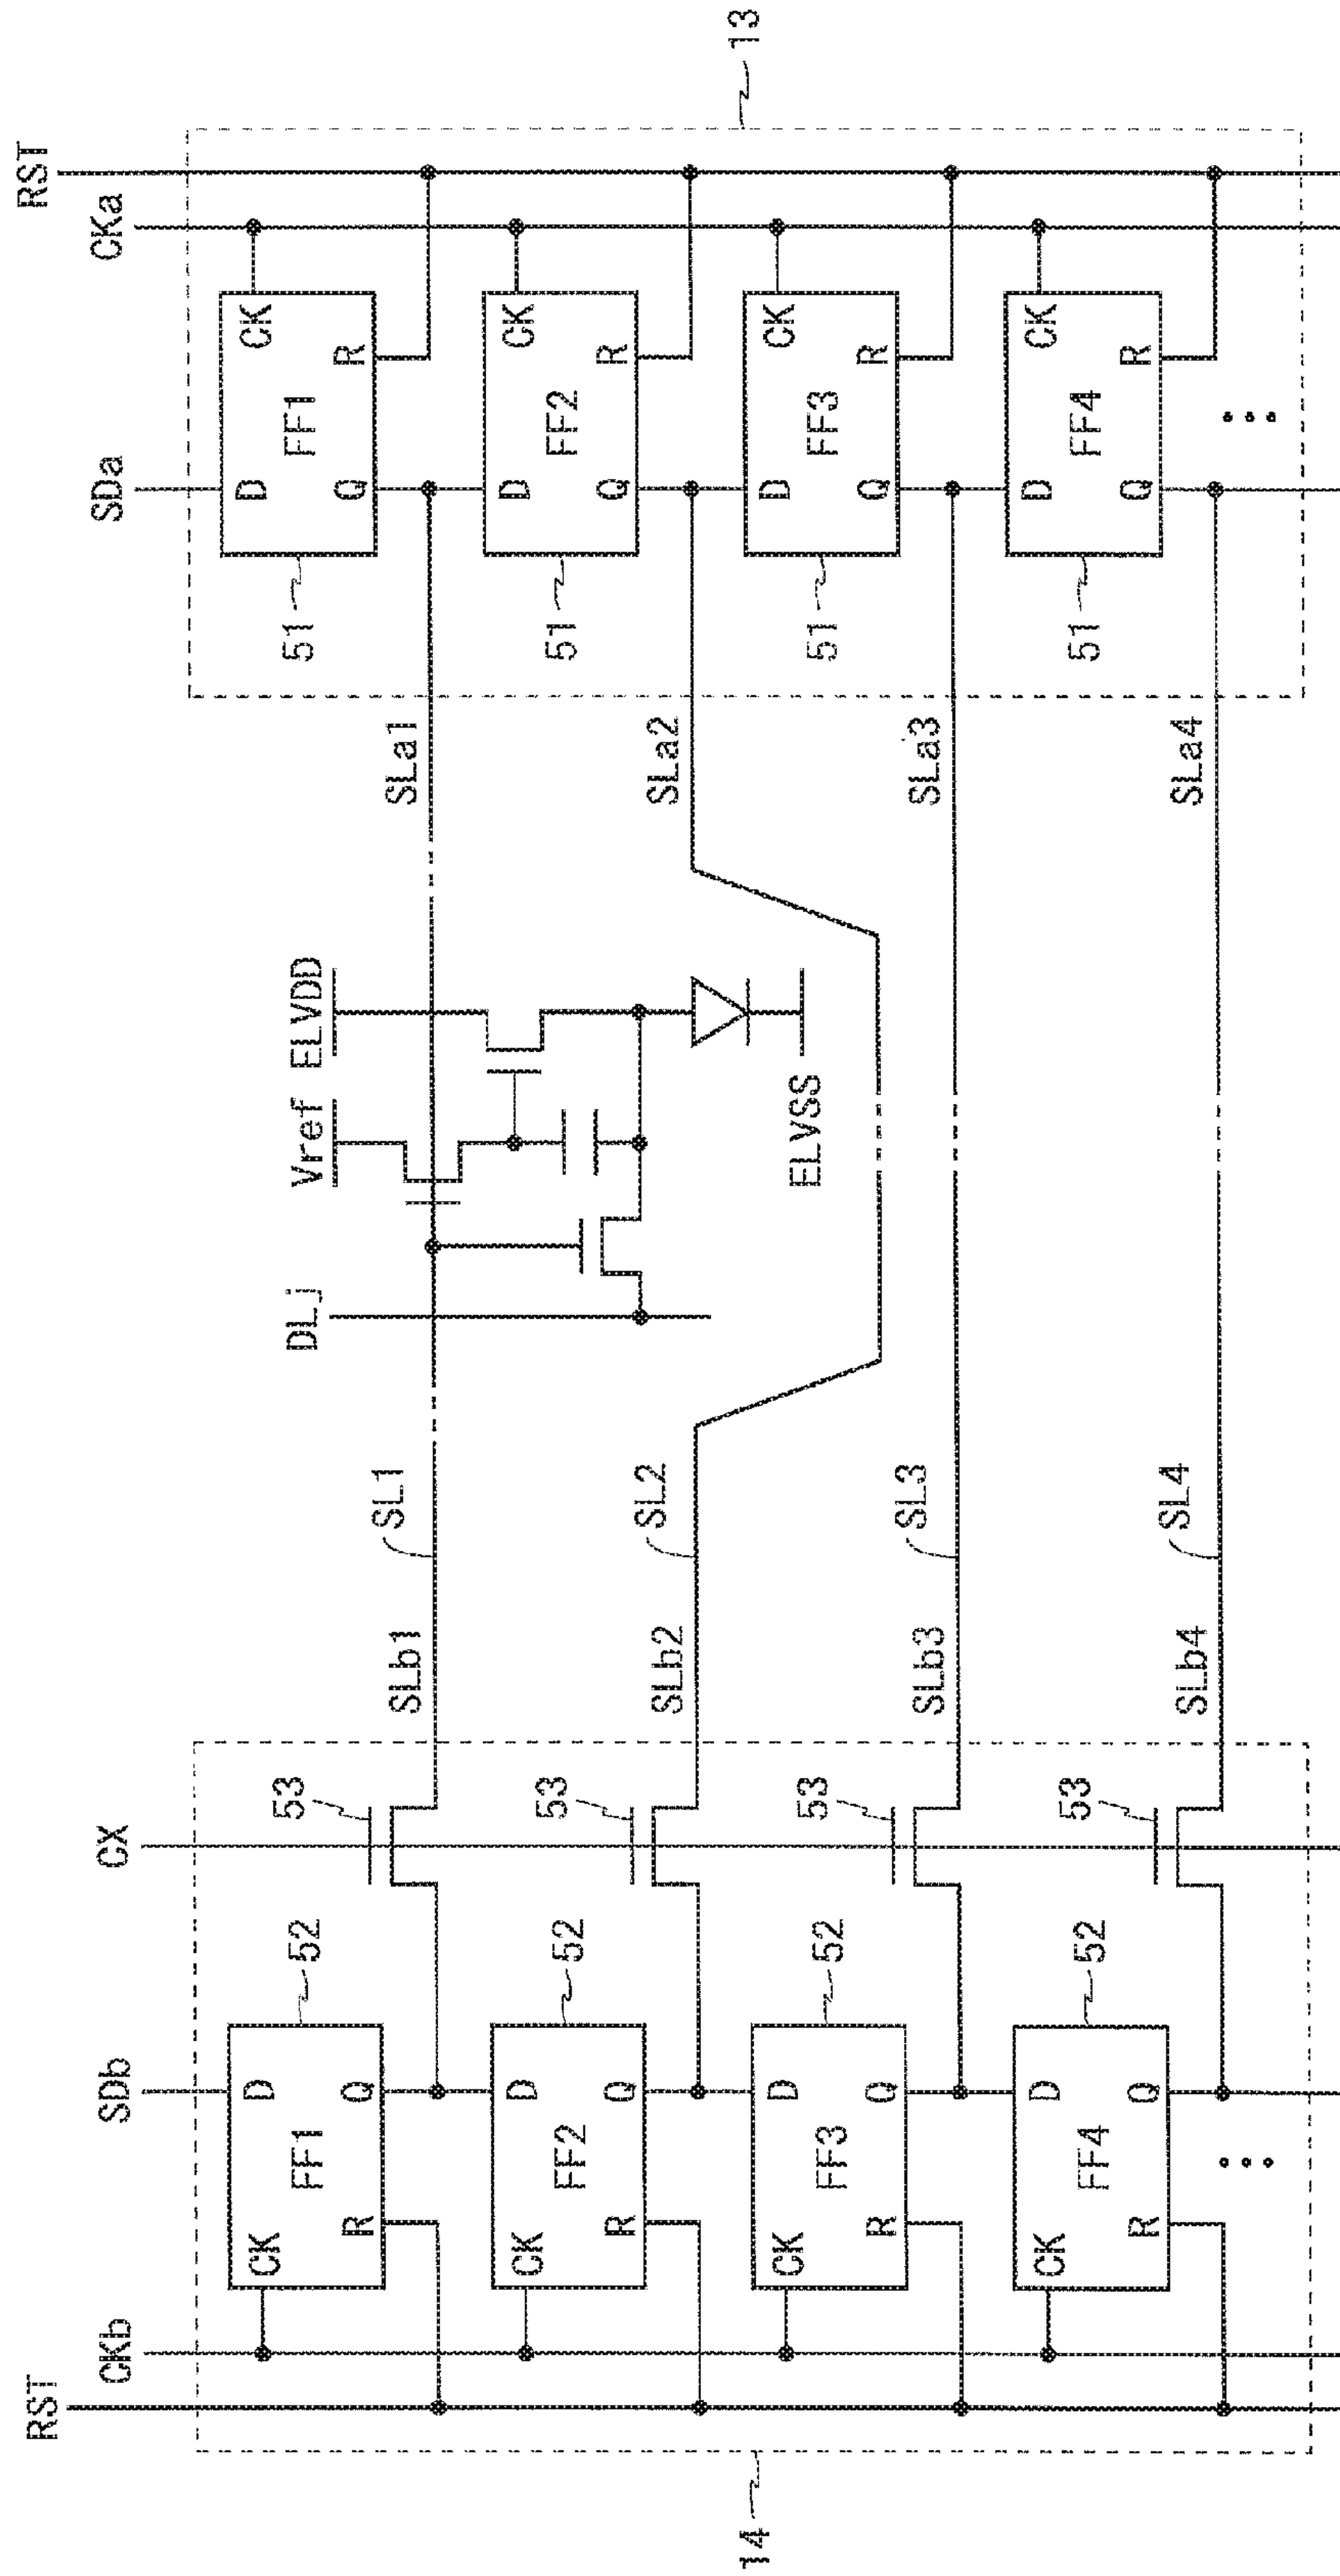 RST
CKb
SDb
CX
SDa
CKa
RST
14
13
CK
D
FF1
R
Q
52
53
SLb1
SL1
DLj
Vref
ELVDD
SLa1
51
D
CK
FF1
Q
R
CK
D
FF2
R
Q
52
53
SLb2
SL2
ELVSS
SLa2
51
D
CK
FF2
Q
R
CK
D
FF3
R
Q
52
53
SLb3
SL3
SLa3
51
D
CK
FF3
Q
R
CK
D
FF4
R
Q
52
53
SLb4
SL4
SLa4
51
D
CK
FF4
Q
R